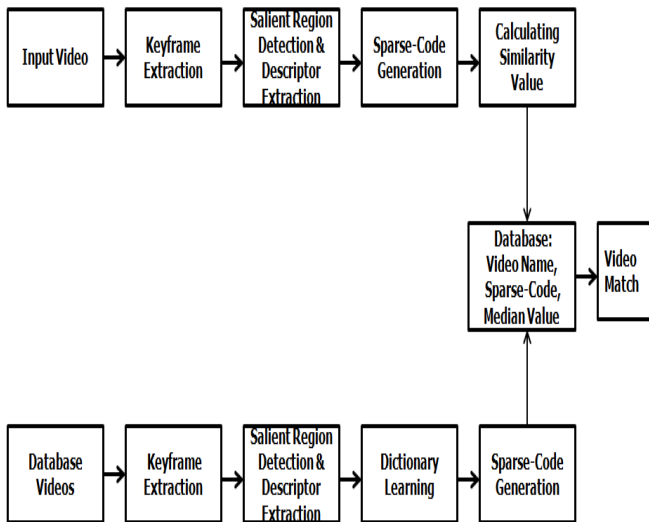 Input Video
Keyframe
Extraction
Salient Region
Detection &
Descriptor
Extraction
Sparse-Code
Generation
Calculating
Similarity
Value
Database:
Video Name,
Sparse-Code,
Median Value
Video
Match
Database
Videos
Keyframe
Extraction
Salient Region
Detection &
Descriptor
Extraction
Dictionary
Learning
Sparse-Code
Generation